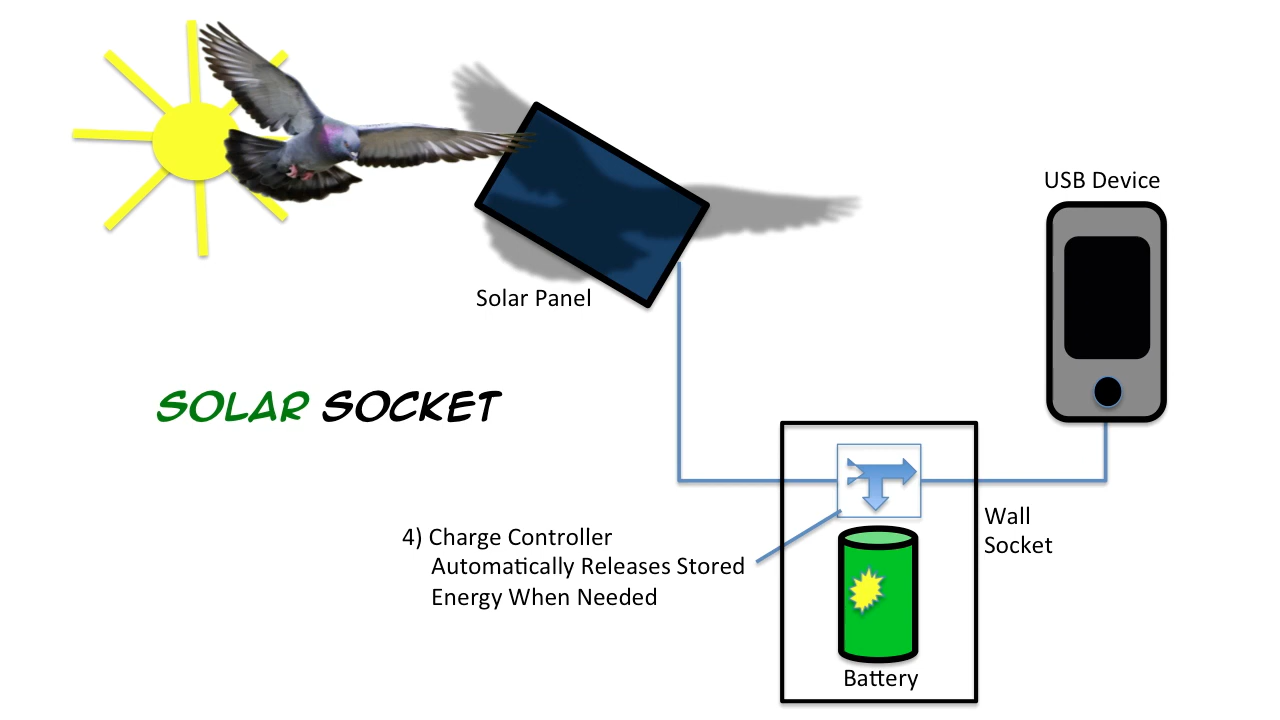 USB Device
Solar Panel
SOLAR SOCKET
Wall
Socket
4) Charge Controller
Automatically Releases Stored
Energy When Needed
Battery